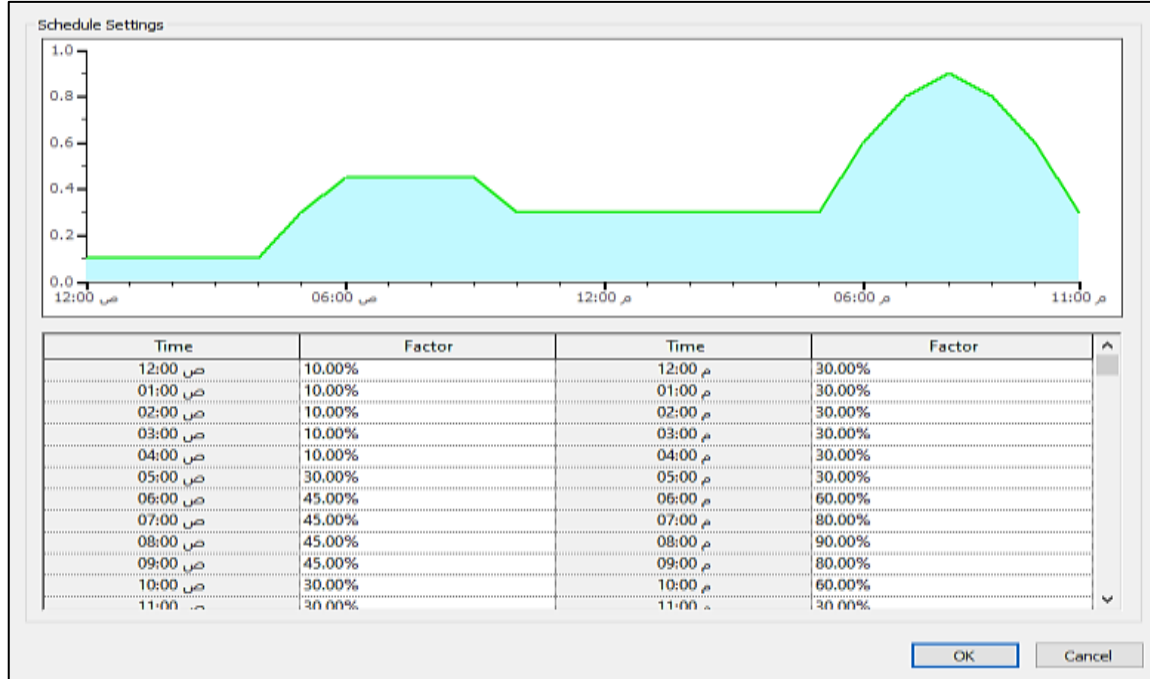 Schedule Settings
1.0
0.8
0.6
0.4
0.2
0.0
12:00 ص 06:00 ص 12:00 م 06:00 م 11:00 م
Time Factor Time Factor
12:00 ص 10.00% 12:00 م 30.00%
01:00 ص 10.00% 01:00 م 30.00%
02:00 ص 10.00% 02:00 م 30.00%
03:00 ص 10.00% 03:00 م 30.00%
04:00 ص 10.00% 04:00 م 30.00%
05:00 ص 30.00% 05:00 م 30.00%
06:00 ص 45.00% 06:00 م 60.00%
07:00 ص 45.00% 07:00 م 80.00%
08:00 ص 45.00% 08:00 م 90.00%
09:00 ص 45.00% 09:00 م 80.00%
10:00 ص 30.00% 10:00 م 60.00%
11:00 ص 30.00% 11:00 م 30.00%
OK Cancel